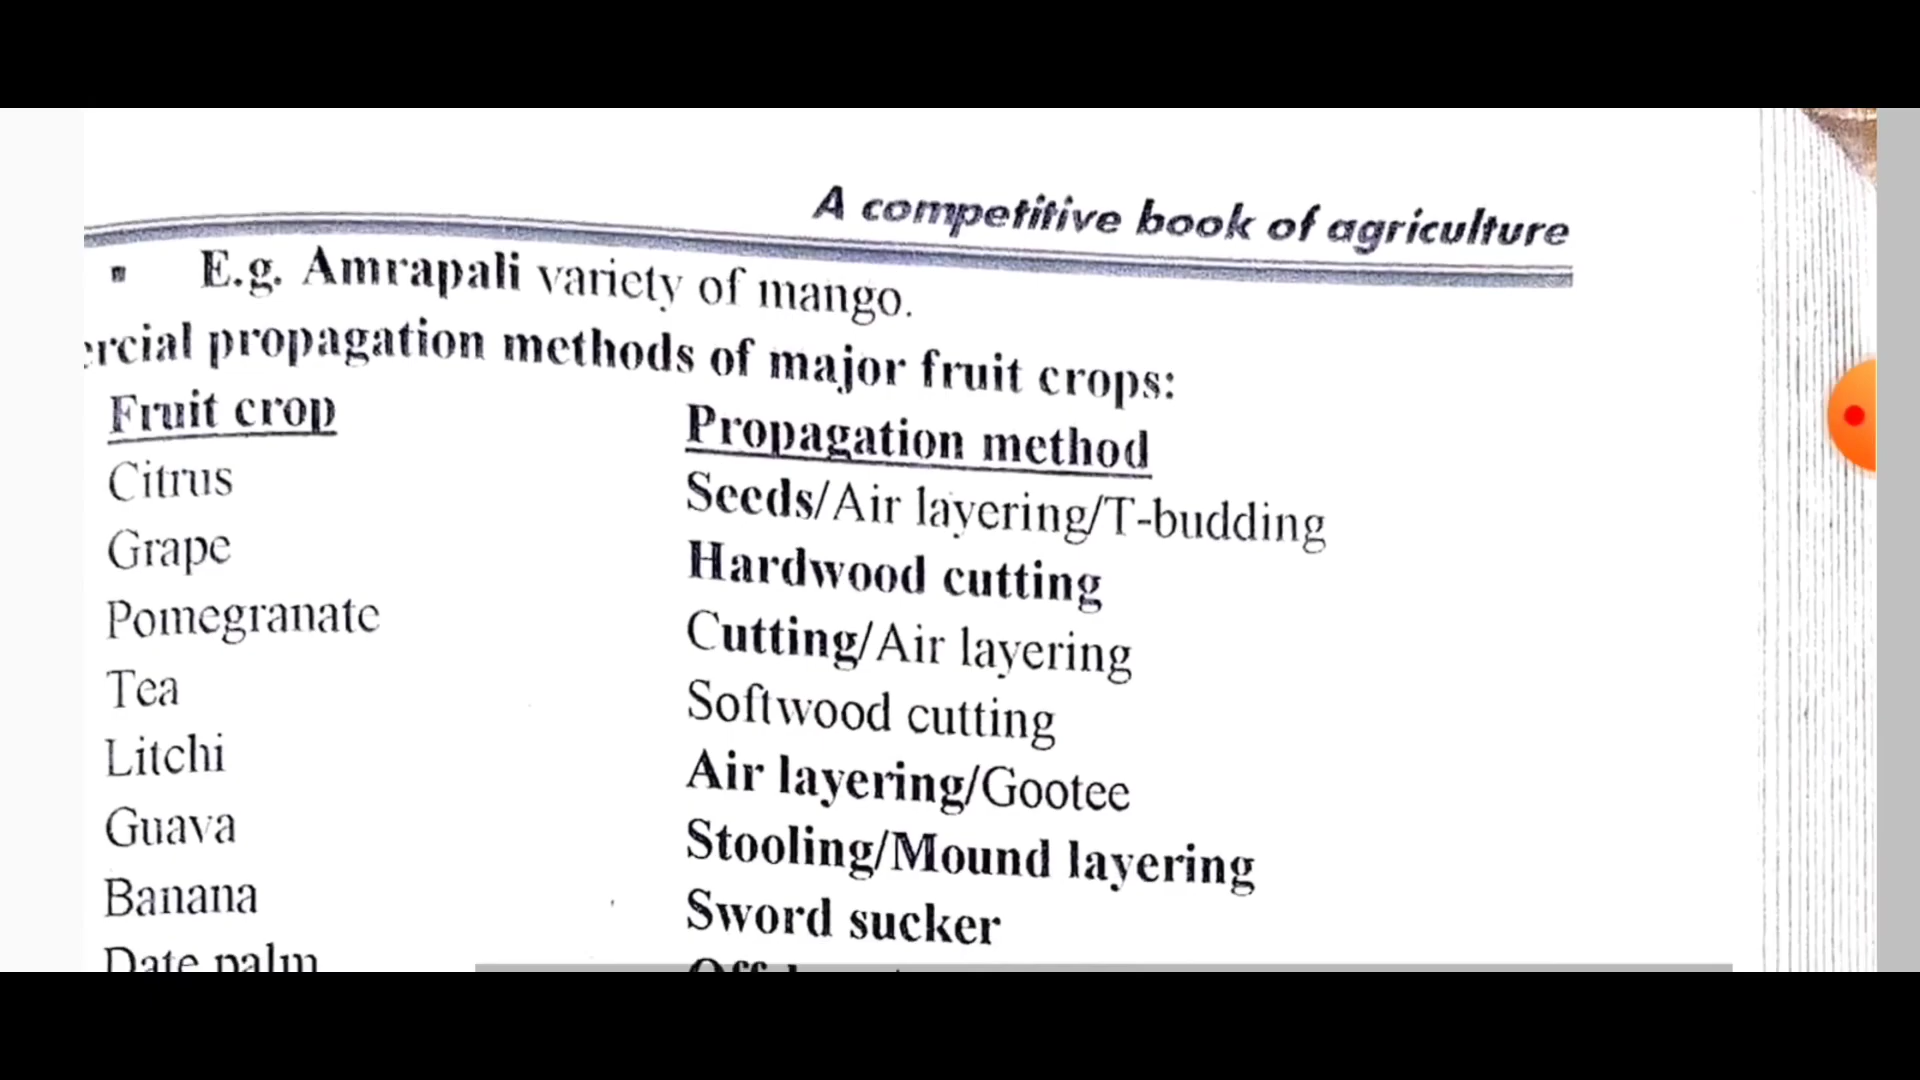 A competitive book of agriculture
▪ E.g. Amrapali variety of mango.
propagation methods of major fruit crops:
Fruit crop Propagation method
Citrus Seeds/Air layering/T-budding
Grape Hardwood cutting
Pomegranate Cutting/Air layering
Tea Softwood cutting
Litchi Air layering/Gootee
Guava Stooling/Mound layering
Banana Sword sucker
Date palm